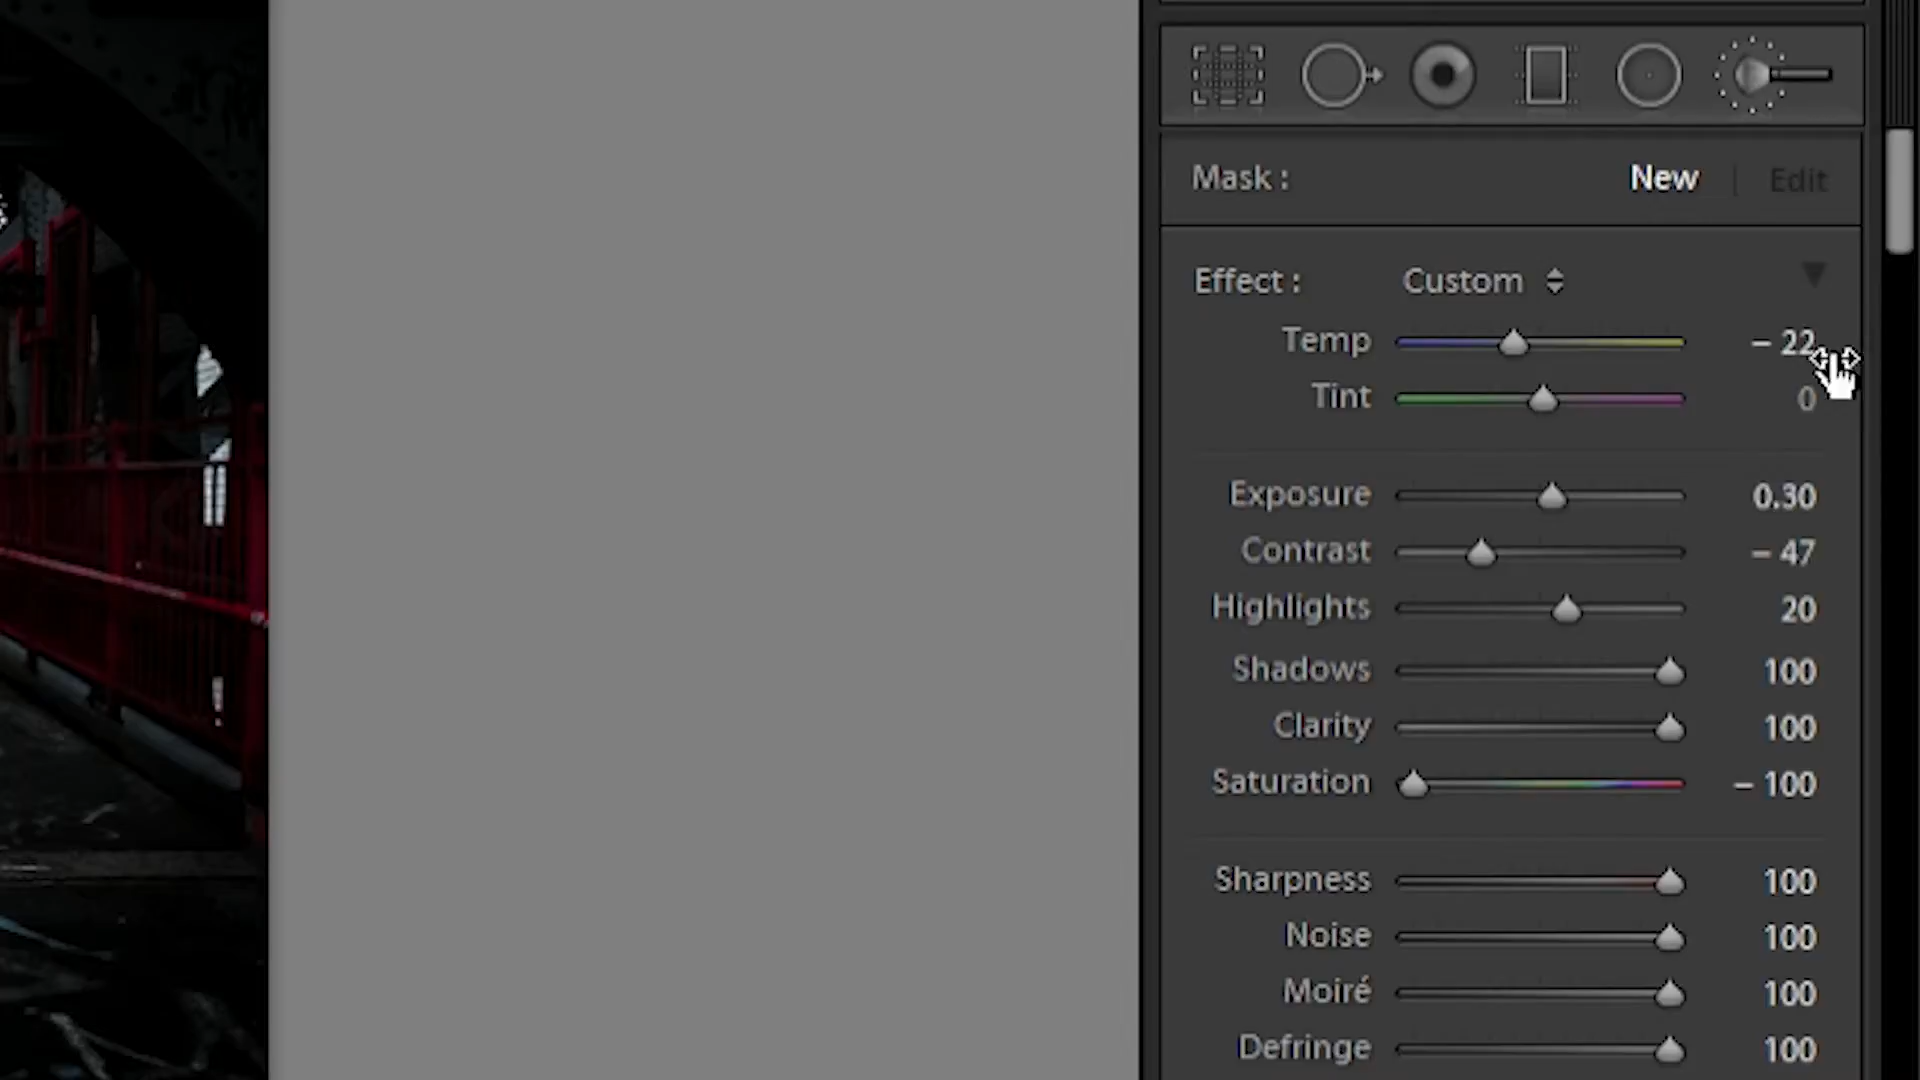 Mask : New | Edit
Effect : Custom
Temp – 22
Tint 0
Exposure 0.30
Contrast – 47
Highlights 20
Shadows 100
Clarity 100
Saturation – 100
Sharpness 100
Noise 100
Moiré 100
Defringe 100